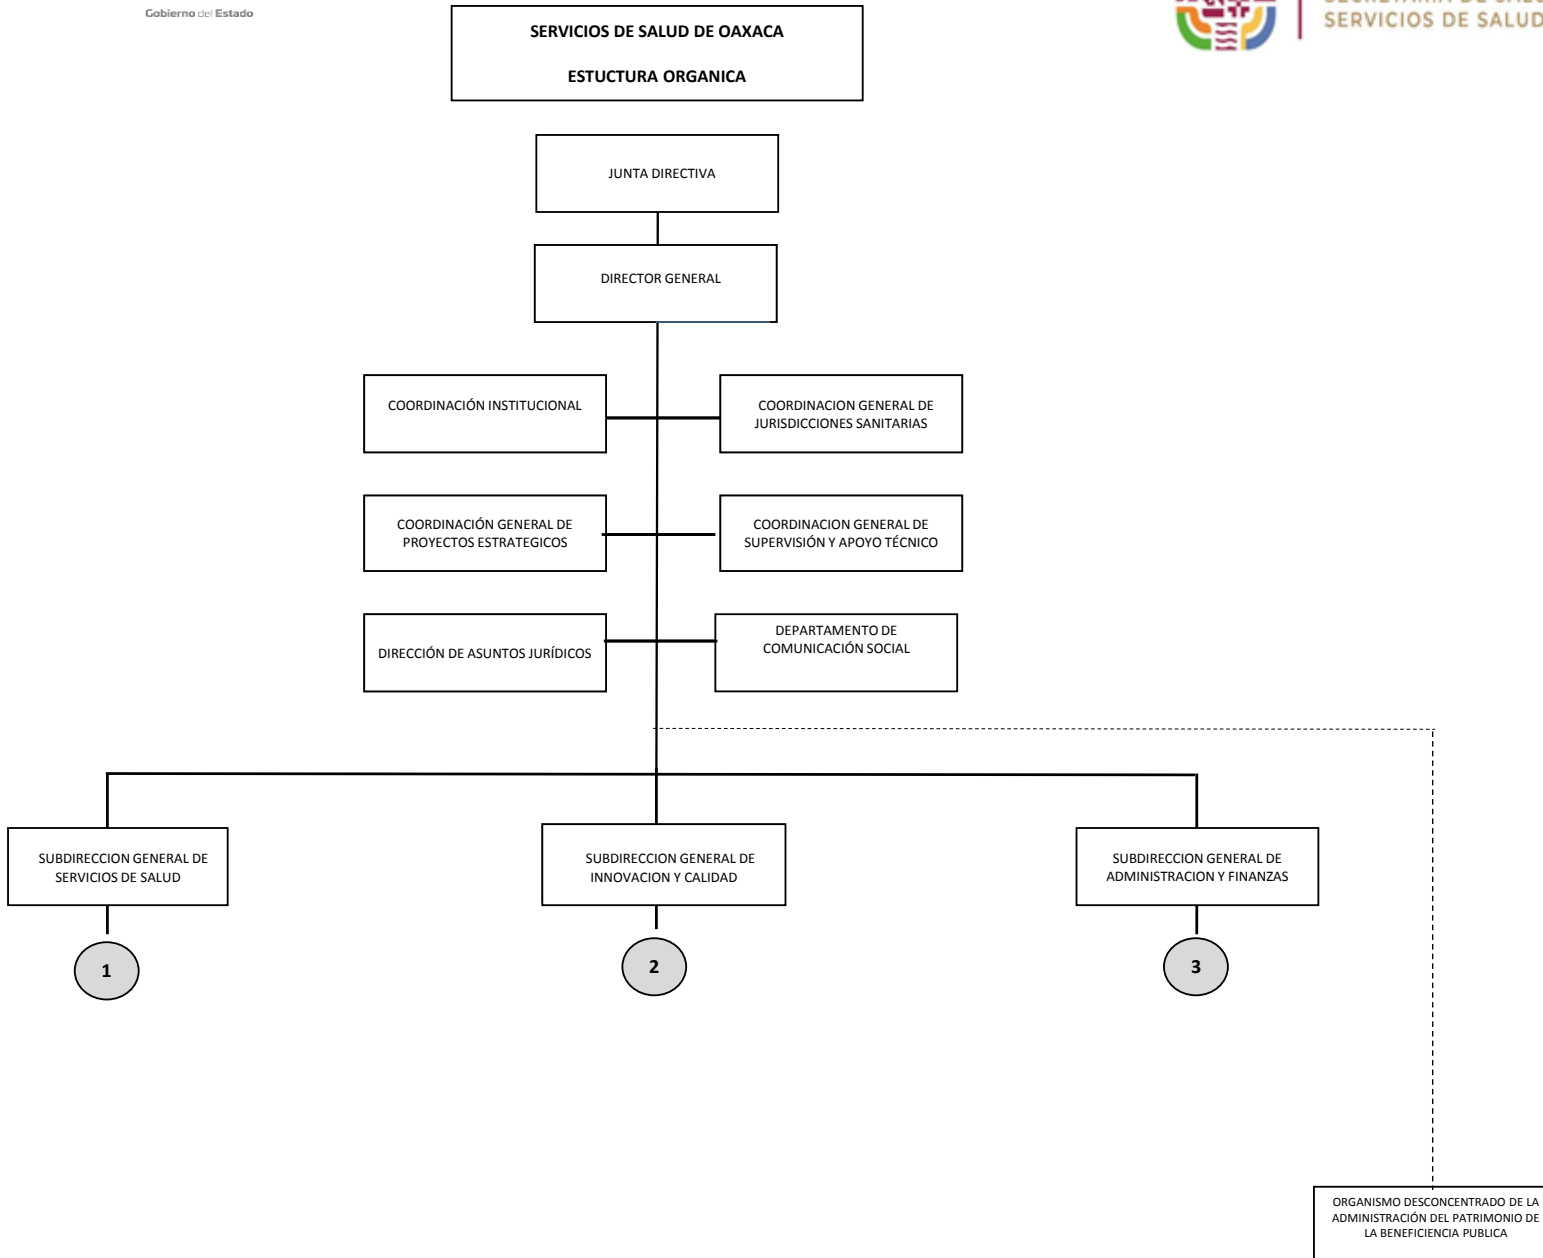 Gobierno del Estado
SERVICIOS DE SALUD
SERVICIOS DE SALUD DE OAXACA
ESTUCTURA ORGANICA
JUNTA DIRECTIVA
DIRECTOR GENERAL
COORDINACIÓN INSTITUCIONAL
COORDINACION GENERAL DE
JURISDICCIONES SANITARIAS
COORDINACIÓN GENERAL DE
PROYECTOS ESTRATEGICOS
COORDINACION GENERAL DE
SUPERVISIÓN Y APOYO TÉCNICO
DIRECCIÓN DE ASUNTOS JURÍDICOS
DEPARTAMENTO DE
COMUNICACIÓN SOCIAL
SUBDIRECCION GENERAL DE
SERVICIOS DE SALUD
SUBDIRECCION GENERAL DE
INNOVACION Y CALIDAD
SUBDIRECCION GENERAL DE
ADMINISTRACION Y FINANZAS
1
2
3
ORGANISMO DESCONCENTRADO DE LA
ADMINISTRACIÓN DEL PATRIMONIO DE
LA BENEFICIENCIA PUBLICA